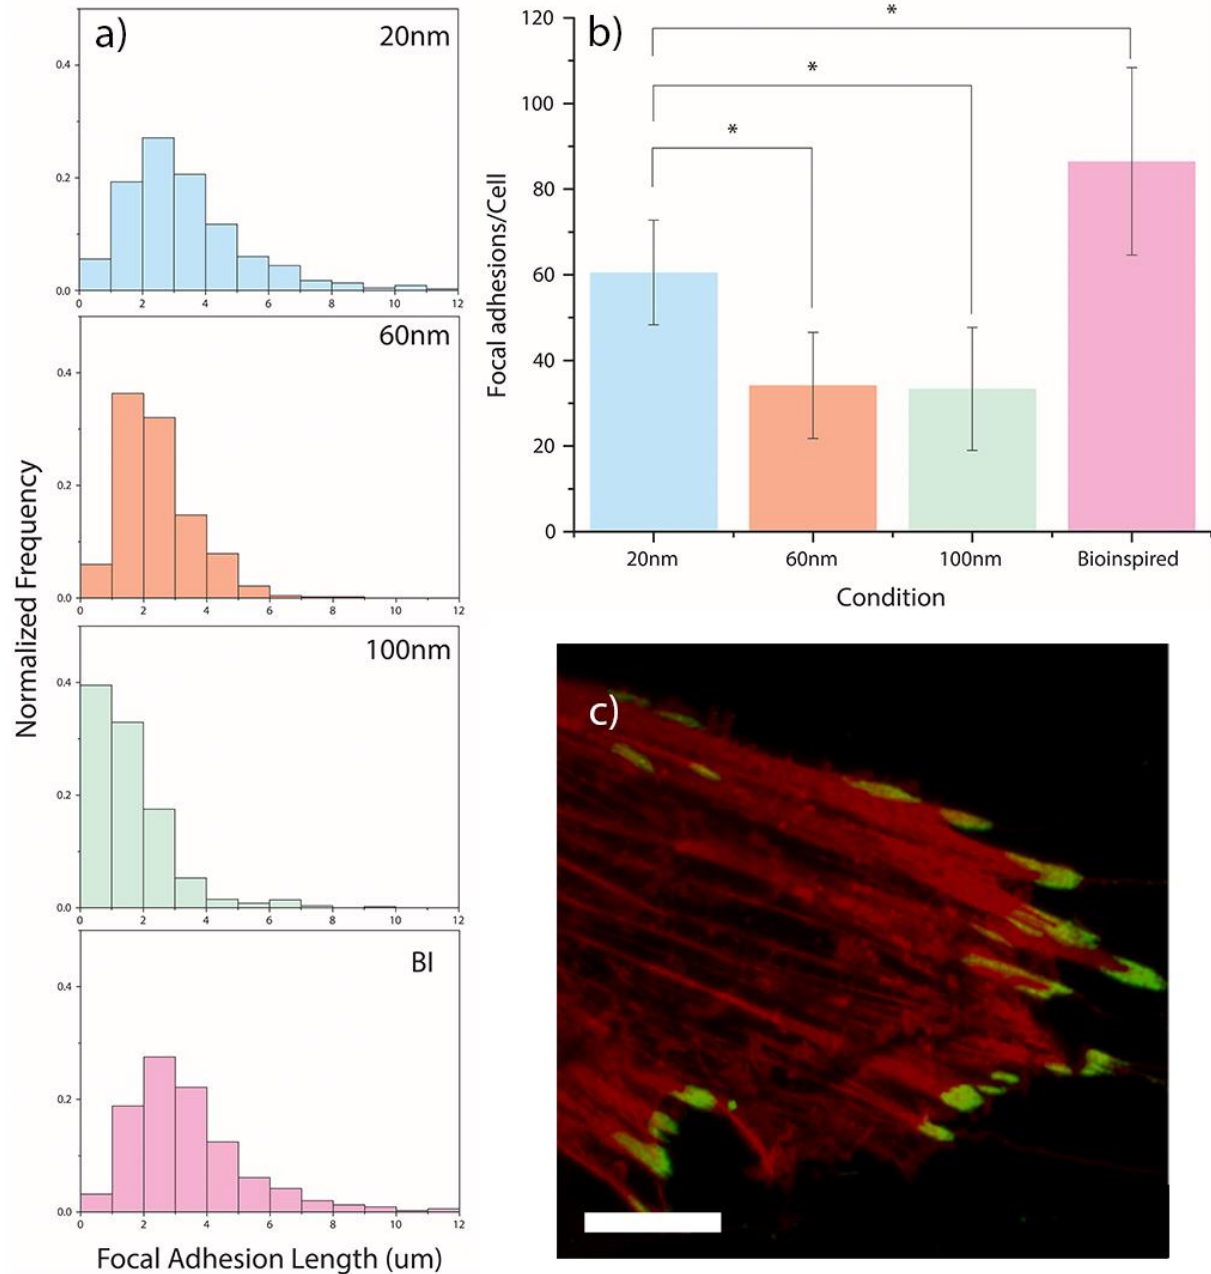 a)
20nm
0.4
0.2
0.0
0 2 4 6 8 10 12
60nm
0.4
0.2
0.0
0 2 4 6 8 10 12
100nm
0.4
0.2
0.0
0 2 4 6 8 10 12
BI
0.4
0.2
0.0
0 2 4 6 8 10 12
Normalized Frequency
Focal Adhesion Length (um)
b)
*
*
*
120
100
80
60
40
20
0
Focal adhesions/Cell
20nm 60nm 100nm Bioinspired
Condition
c)